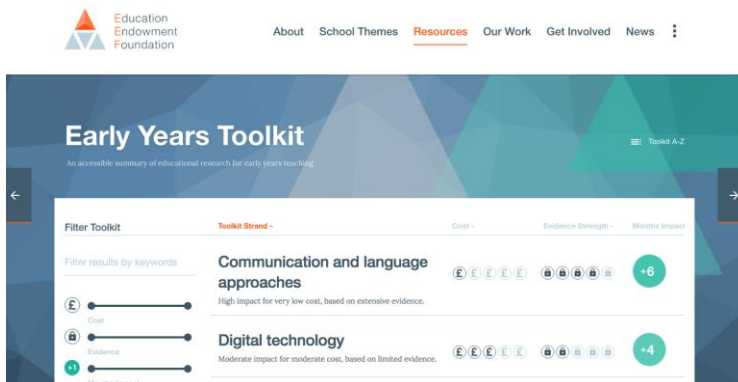 Education
Endowment
Foundation
About School Themes Resources Our Work Get Involved News
Early Years Toolkit
Toolkit A-Z
An accessible summary of educational research for early years teaching
Filter Toolkit
Toolkit Strand
Cost
Evidence Strength
Months Impact
Filter results by keywords
Communication and language
approaches
£ £ £ £ £
+6
High impact for very low cost, based on extensive evidence.
£
Cost
Evidence
Digital technology
£ £ £ £ £
+4
Moderate impact for moderate cost, based on limited evidence.
+1